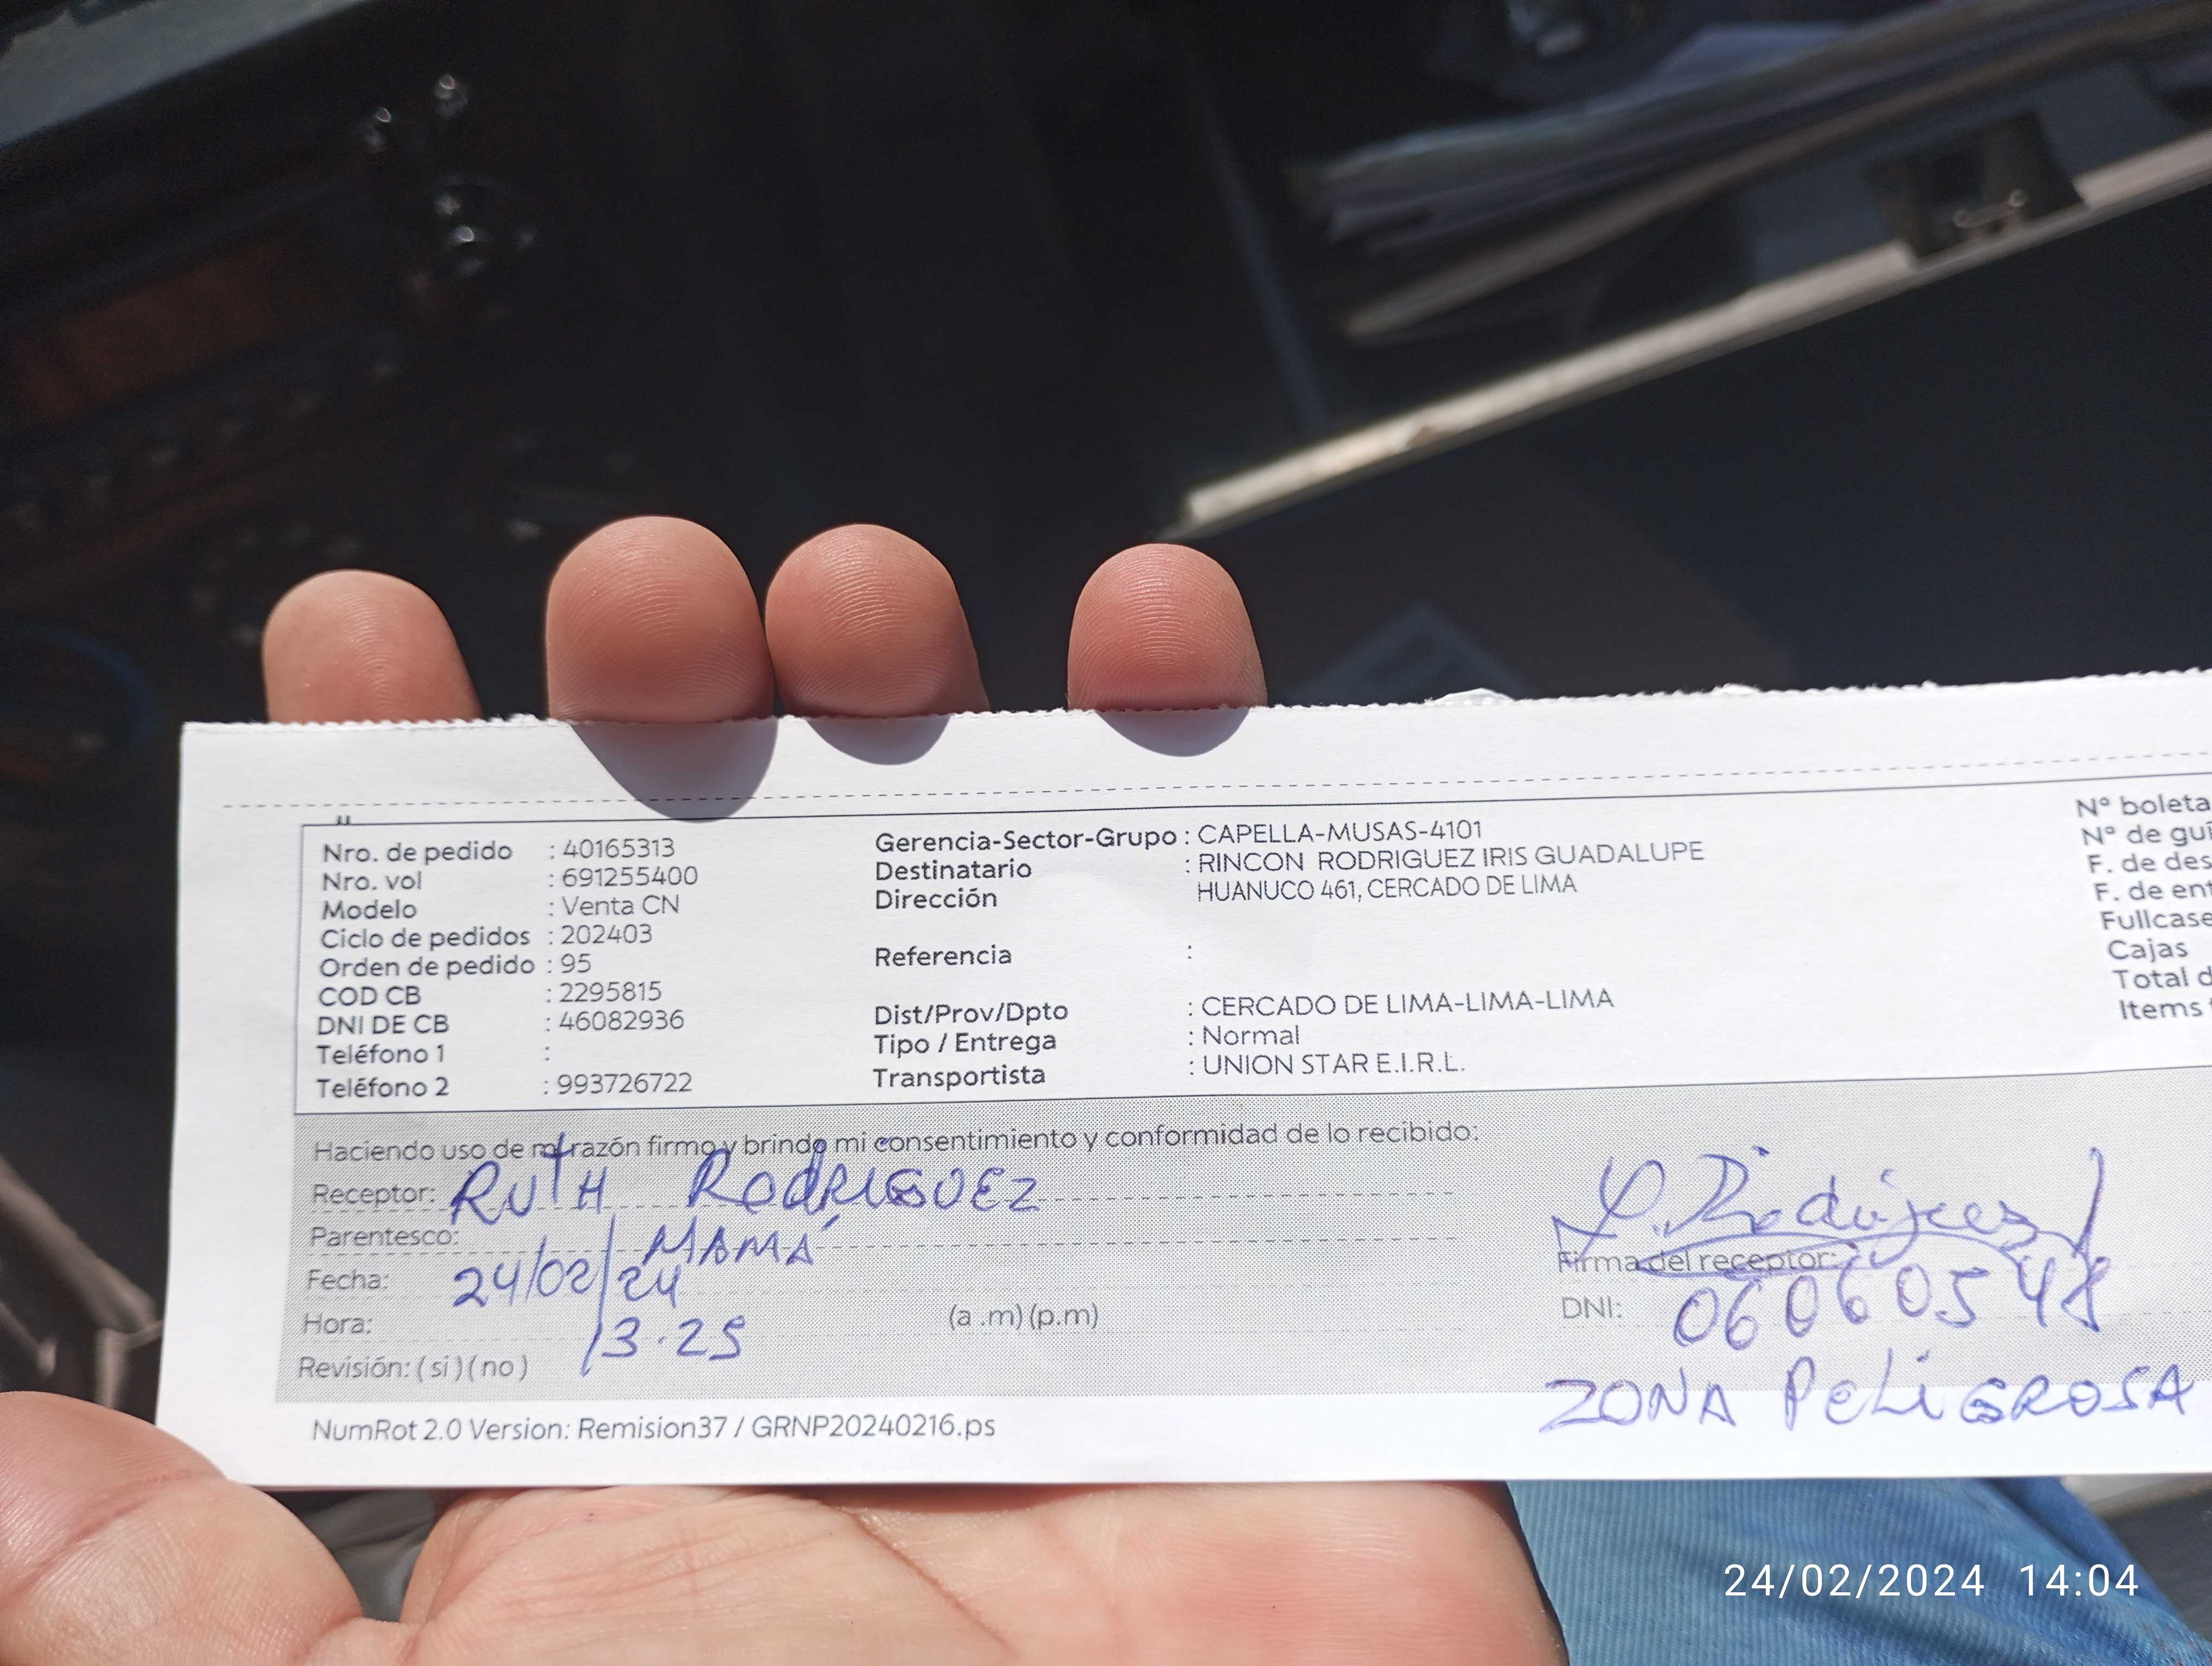 Nro. de pedido : 40165313
Nro. vol : 691255400
Modelo : Venta CN
Ciclo de pedidos : 202403
Orden de pedido : 95
COD CB : 2295815
DNI DE CB : 46082936
Teléfono 1 :
Teléfono 2 : 993726722
Gerencia-Sector-Grupo : CAPELLA-MUSAS-4101
Destinatario : RINCON RODRIGUEZ IRIS GUADALUPE
Dirección HUANUCO 461, CERCADO DE LIMA
Referencia :
Dist/Prov/Dpto : CERCADO DE LIMA-LIMA-LIMA
Tipo / Entrega : Normal
Transportista : UNION STAR E.I.R.L.
N° boleta
N° de guí
F. de des
F. de ent
Fullcase
Cajas
Total d
Items
Haciendo uso de mi razón firmo y brindo mi consentimiento y conformidad de lo recibido:
Receptor: RUTH RODRIGUEZ
Parentesco: MAMÁ
Fecha: 24/02/24
Hora: 13.25 (a .m) (p.m)
Revisión: ( si ) ( no )
Rodríguez
Firma del receptor:
DNI: 06060548
ZONA PELIGROSA
NumRot 2.0 Version: Remision37 / GRNP20240216.ps
24/02/2024 14:04